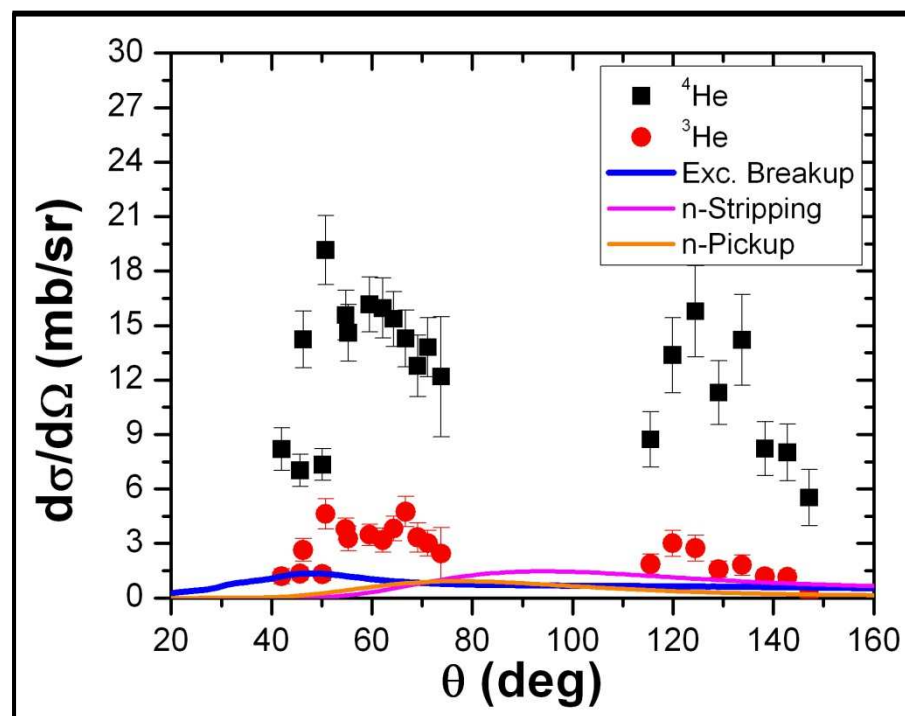 30
27
24
21
18
15
12
9
6
3
0
dσ/dΩ (mb/sr)
⁴He
³He
Exc. Breakup
n-Stripping
n-Pickup
20 40 60 80 100 120 140 160
θ (deg)